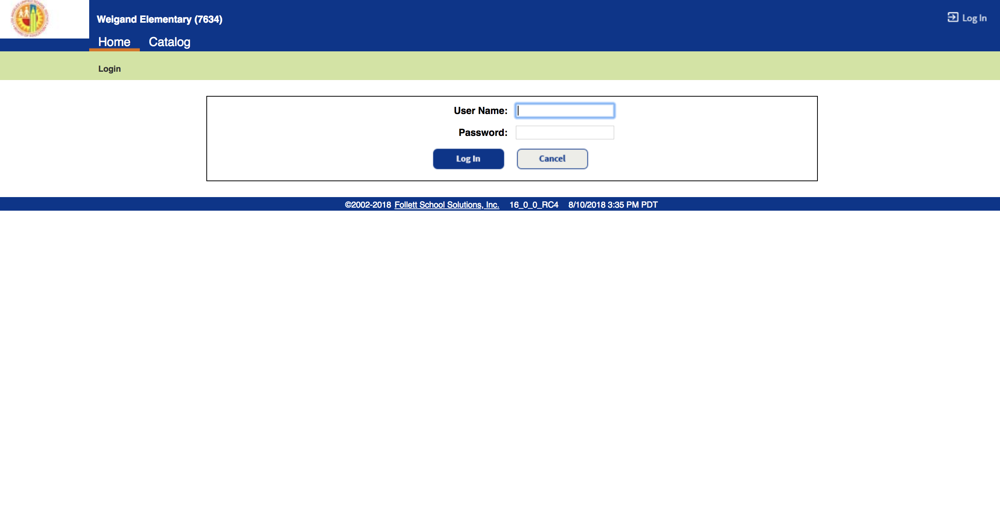 Weigand Elementary (7634)
Log In
Home Catalog
Login
User Name:
Password:
Log In Cancel
©2002-2018 Follett School Solutions, Inc. 16_0_0_RC4 8/10/2018 3:35 PM PDT